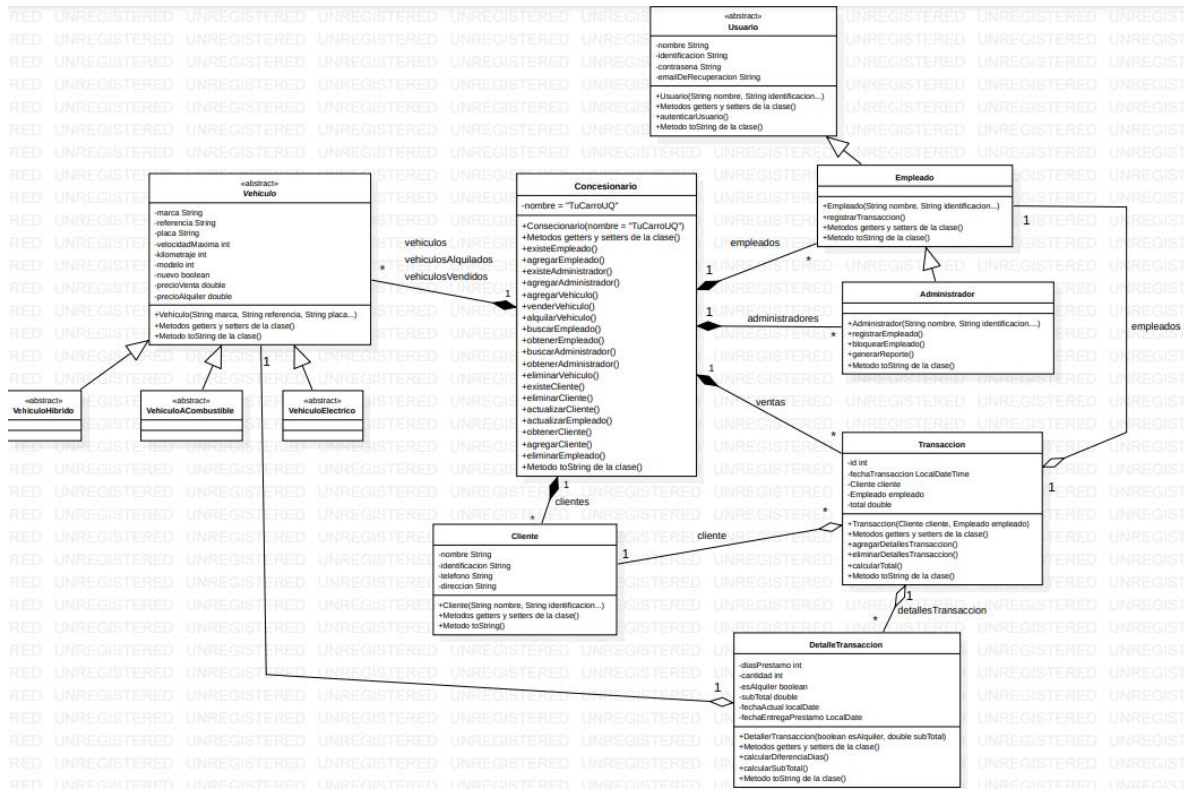 «abstract»
Usuario
-nombre String
-identificacion String
-contrasena String
-emailDeRecuperacion String
+Usuario(String nombre, String identificacion...)
+Metodos getters y setters de la clase()
+autenticarUsuario()
+Metodo toString de la clase()
Empleado
+Empleado(String nombre, String identificacion...)
+registrarTransaccion()
+Metodos getters y setters de la clase()
+Metodo toString de la clase()
Administrador
+Administrador(String nombre, String identificacion....)
+registrarEmpleado()
+bloquearEmpleado()
+generarReporte()
+Metodo toString de la clase()
«abstract»
Vehiculo
-marca String
-referencia String
-placa String
-velocidadMaxima int
-kilometraje int
-modelo int
-nuevo boolean
-precioVenta double
-precioAlquiler double
+Vehiculo(String marca, String referencia, String placa...)
+Metodos getters y setters de la clase()
+Metodo toString de la clase()
«abstract»
VehiculoHibrido
«abstract»
VehiculoACombustible
«abstract»
VehiculoElectrico
vehiculos
vehiculosAlquilados
*
vehiculosVendidos
1
Concesionario
-nombre = "TuCarroUQ"
+Consecionario(nombre = "TuCarroUQ")
+Metodos getters y setters de la clase()
+existeEmpleado()
+agregarEmpleado()
+existeAdministrador()
+agregarAdministrador()
+agregarVehiculo()
+venderVehiculo()
+alquilarVehiculo()
+buscarEmpleado()
+obtenerEmpleado()
+buscarAdministrador()
+obtenerAdministrador()
+eliminarVehiculo()
+existeCliente()
+eliminarCliente()
+actualizarCliente()
+actualizarEmpleado()
+obtenerCliente()
+agregarCliente()
+eliminarEmpleado()
+Metodo toString de la clase()
empleados
1
*
1
administradores
*
1
ventas
*
1
empleados
1
1
clientes
*
Cliente
-nombre String
-identificacion String
-telefono String
-direccion String
+Cliente(String nombre, String identificacion...)
+Metodos getters y setters de la clase()
+Metodo toString()
1
cliente
*
Transaccion
-id int
-fechaTransaccion LocalDateTime
-Cliente cliente
-Empleado empleado
-total double
+Transaccion(Cliente cliente, Empleado empleado)
+Metodos getters y setters de la clase()
+agregarDetallesTransaccion()
+eliminarDetallesTransaccion()
+calcularTotal()
+Metodo toString de la clase()
1
detallesTransaccion
*
DetalleTransaccion
-diasPrestamo int
-cantidad int
-esAlquiler boolean
-subTotal double
-fechaActual localDate
-fechaEntregaPrestamo LocalDate
+DetallerTransaccion(boolean esAlquiler, double subTotal)
+Metodos getters y setters de la clase()
+calcularDiferenciaDias()
+calcularSubTotal()
+Metodo toString de la clase()
1
1
UNREGISTERED